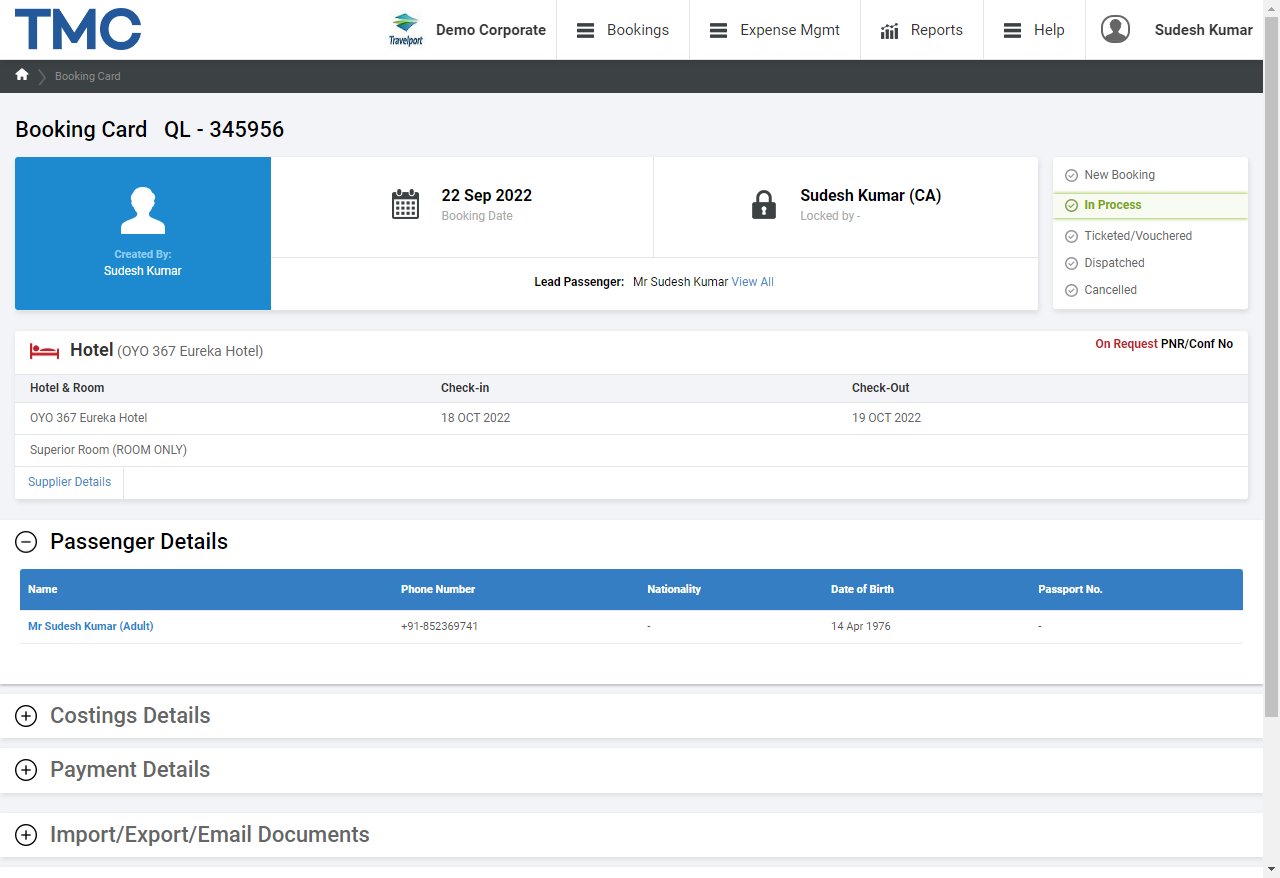 TMC
Travelport
Demo Corporate
Bookings
Expense Mgmt
Reports
Help
Sudesh Kumar
Booking Card
Booking Card QL - 345956
Created By:
Sudesh Kumar
22 Sep 2022
Booking Date
Sudesh Kumar (CA)
Locked by -
Lead Passenger: Mr Sudesh Kumar View All
New Booking
In Process
Ticketed/Vouchered
Dispatched
Cancelled
Hotel (OYO 367 Eureka Hotel)
On Request PNR/Conf No
Hotel & Room Check-in Check-Out
OYO 367 Eureka Hotel 18 OCT 2022 19 OCT 2022
Superior Room (ROOM ONLY)
Supplier Details
Passenger Details
Name Phone Number Nationality Date of Birth Passport No.
Mr Sudesh Kumar (Adult) +91-852369741 - 14 Apr 1976 -
Costings Details
Payment Details
Import/Export/Email Documents